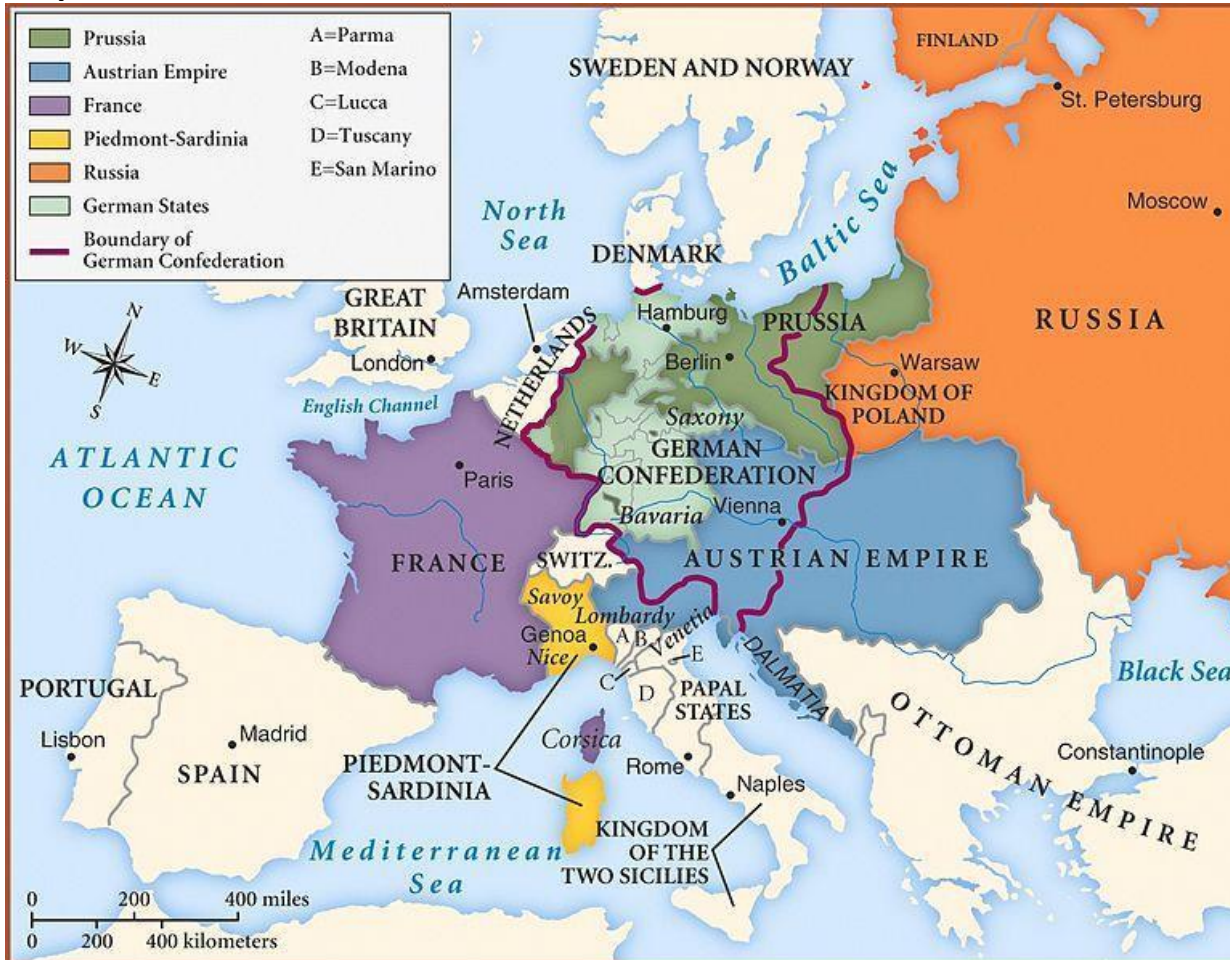 Prussia
Austrian Empire
France
Piedmont-Sardinia
Russia
German States
Boundary of
German Confederation
A=Parma
B=Modena
C=Lucca
D=Tuscany
E=San Marino
FINLAND
SWEDEN AND NORWAY
St. Petersburg
Moscow
North
Sea
Baltic Sea
DENMARK
GREAT
BRITAIN
Amsterdam
Hamburg
PRUSSIA
RUSSIA
N
W
E
S
London
NETHERLANDS
Berlin
Warsaw
KINGDOM OF
POLAND
English Channel
Saxony
ATLANTIC
OCEAN
GERMAN
CONFEDERATION
Paris
Vienna
Bavaria
FRANCE
SWITZ.
AUSTRIAN EMPIRE
Savoy
Lombardy
Venetia
Genoa
Nice
A
B
E
C
D
DALMATIA
Black Sea
PORTUGAL
PAPAL
STATES
OTTOMAN EMPIRE
Lisbon
Madrid
SPAIN
Corsica
PIEDMONT-
SARDINIA
Rome
Naples
Constantinople
KINGDOM
OF THE
TWO SICILIES
Mediterranean
Sea
0 200 400 miles
0 200 400 kilometers